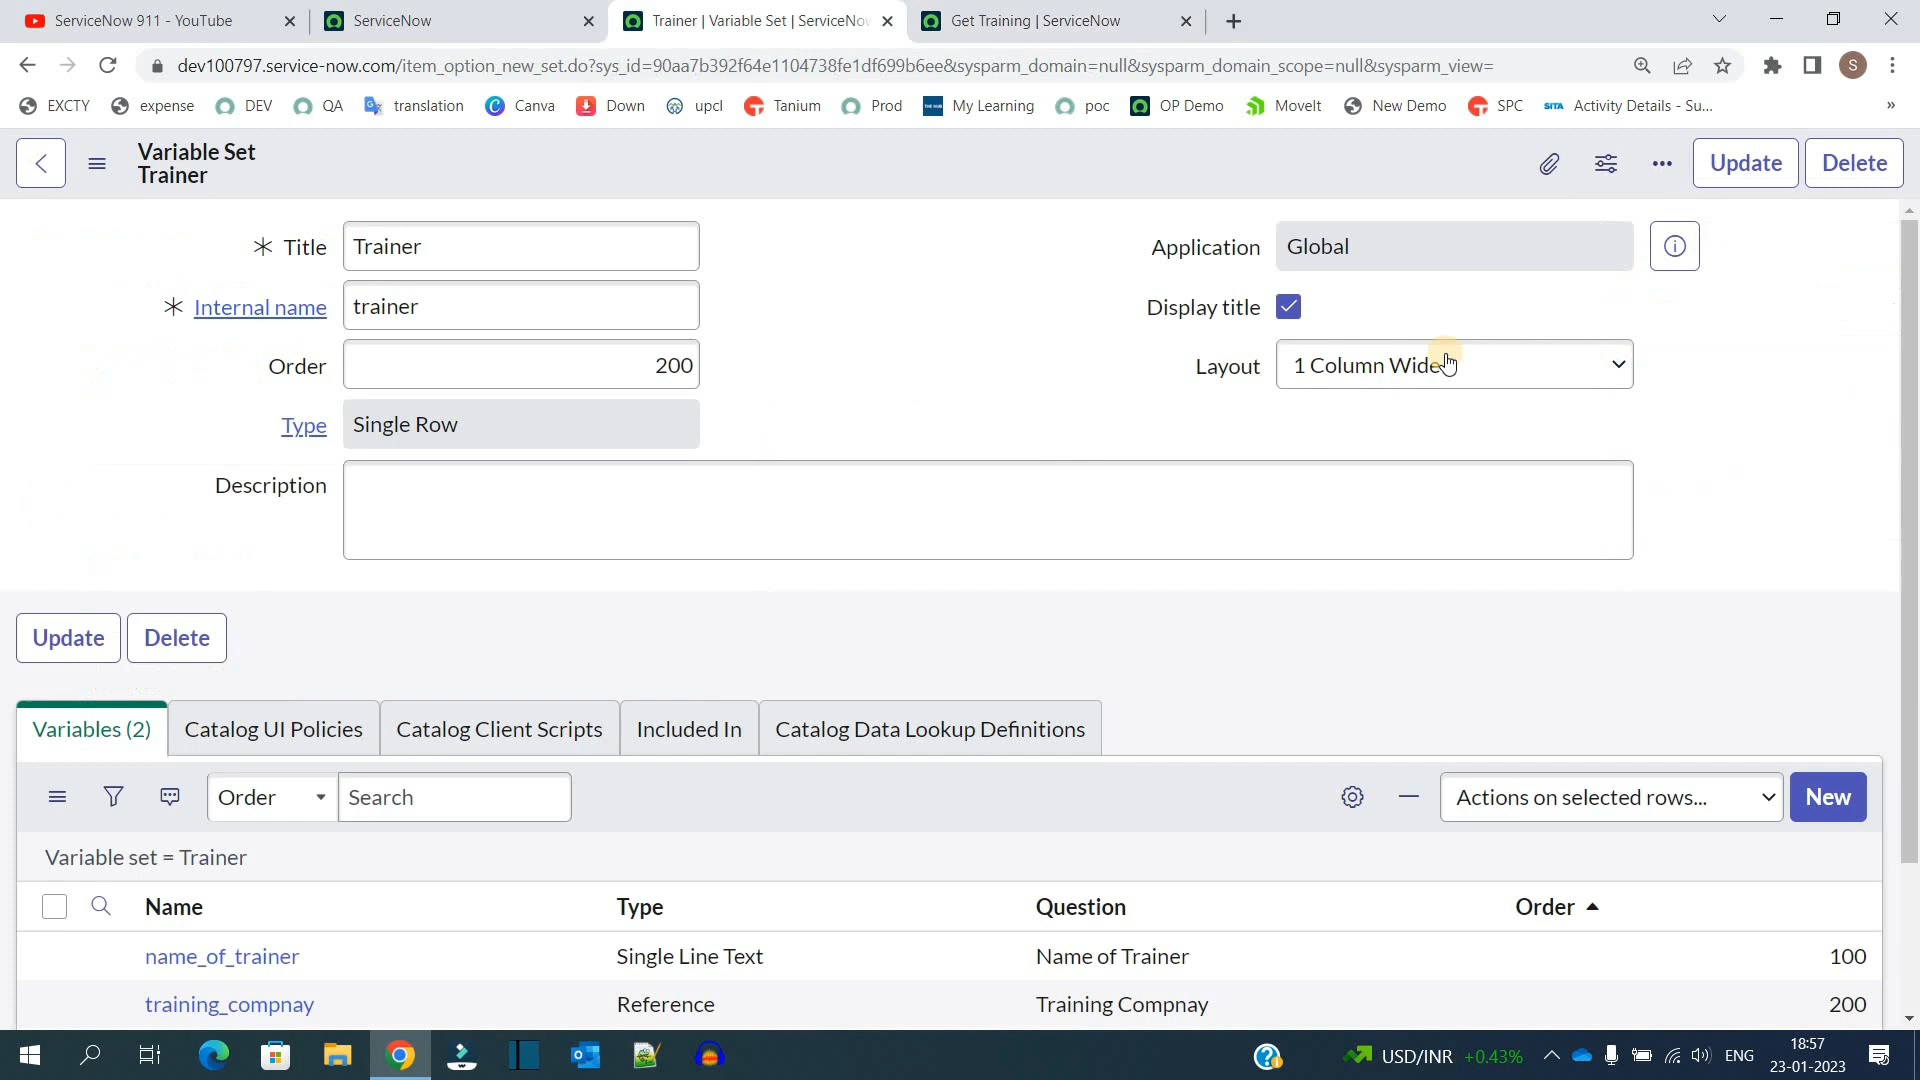 ServiceNow 911 - YouTube
ServiceNow
Trainer | Variable Set | ServiceNow
Get Training | ServiceNow
dev100797.service-now.com/item_option_new_set.do?sys_id=90aa7b392f64e1104738fe1df699b6ee&sysparm_domain=null&sysparm_domain_scope=null&sysparm_view=
S
EXCTY
expense
DEV
QA
translation
Canva
Down
upcl
Tanium
Prod
My Learning
poc
OP Demo
MoveIt
New Demo
SPC
SITA Activity Details - Su...
»
Variable Set
Trainer
Update
Delete
Title
Trainer
Application
Global
Internal name
trainer
Display title
Order
200
Layout
1 Column Wide
Type
Single Row
Description
Update
Delete
Variables (2)
Catalog UI Policies
Catalog Client Scripts
Included In
Catalog Data Lookup Definitions
Order
Search
Actions on selected rows...
New
Variable set = Trainer
Name
Type
Question
Order
name_of_trainer
Single Line Text
Name of Trainer
100
training_compnay
Reference
Training Compnay
200
USD/INR +0.43%
ENG
18:57
23-01-2023